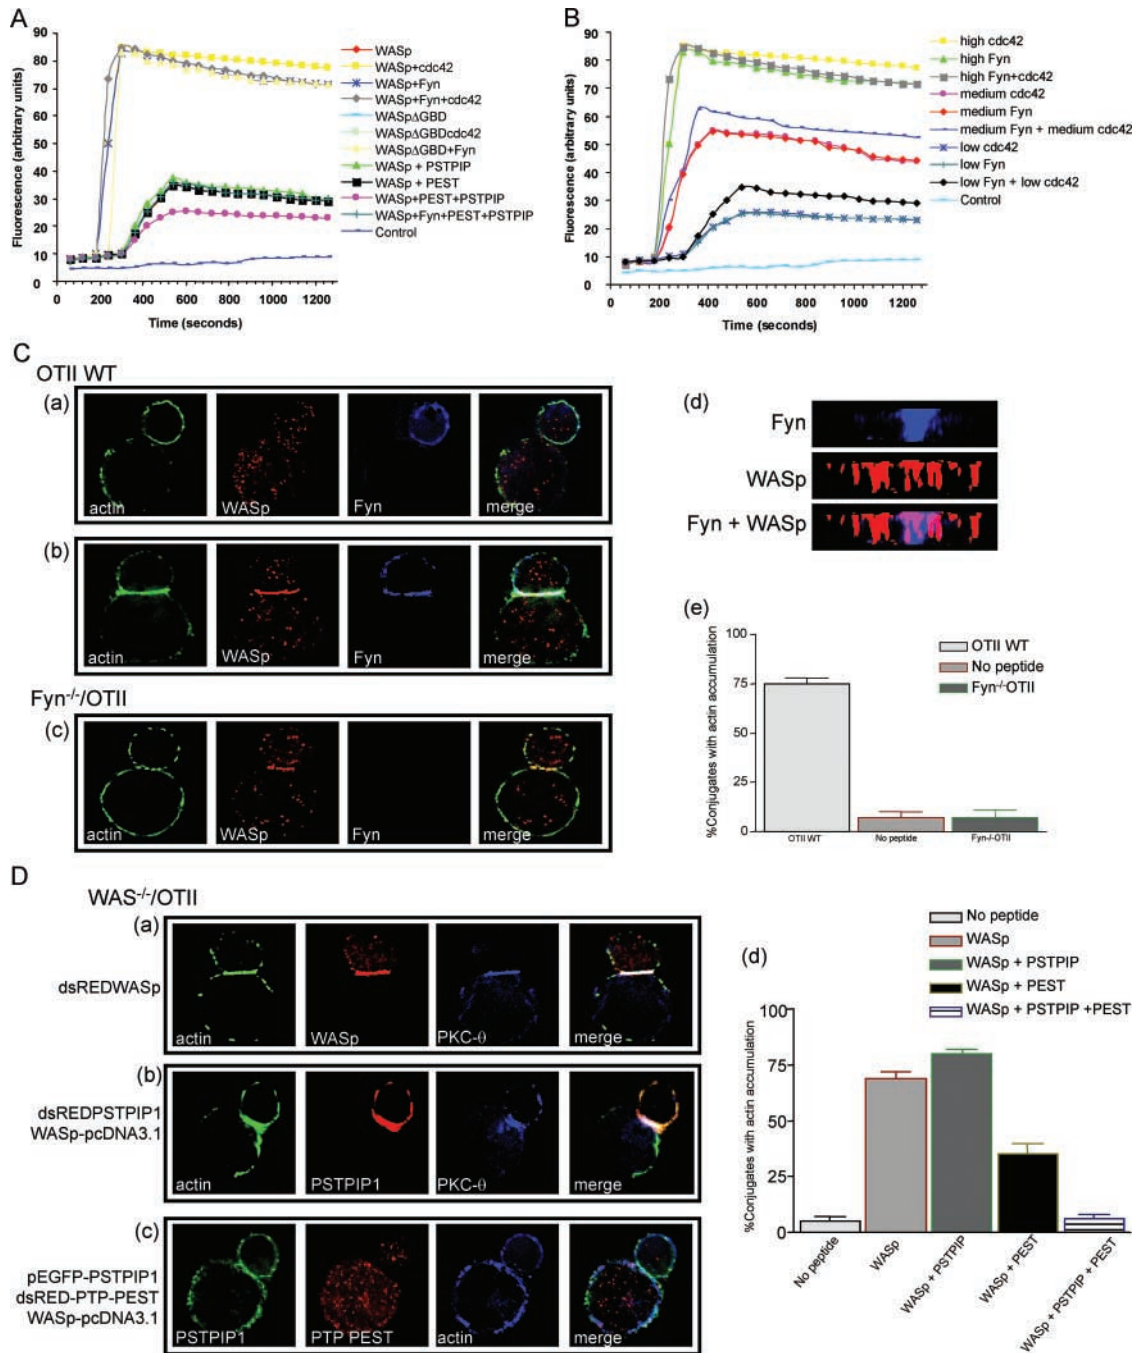 A
Fluorescence (arbitrary units)
90
80
70
60
50
40
30
20
10
0
0 200 400 600 800 1000 1200
Time (seconds)
WASp
WASp+cdc42
WASp+Fyn
WASp+Fyn+cdc42
WASpΔGBD
WASpΔGBDcdc42
WASpΔGBD+Fyn
WASp + PSTPIP
WASp + PEST
WASp+PEST+PSTPIP
WASp+Fyn+PEST+PSTPIP
Control
B
Fluorescence (arbitrary units)
90
80
70
60
50
40
30
20
10
0
0 200 400 600 800 1000 1200
Time (seconds)
high cdc42
high Fyn
high Fyn+cdc42
medium cdc42
medium Fyn
medium Fyn + medium cdc42
low cdc42
low Fyn
low Fyn + low cdc42
Control
C
OTII WT
(a)
actin WASp Fyn merge
(b)
actin WASp Fyn merge
Fyn-/-/OTII
(c)
actin WASp Fyn merge
(d)
Fyn
WASp
Fyn + WASp
(e)
%Conjugates with actin accumulation
100
75
50
25
0
OTII WT
No peptide
Fyn-/-OTII
OTII WT No peptide Fyn-/-OTII
D
WAS-/-/OTII
(a)
dsREDWASp
actin WASp PKC-θ merge
(b)
dsREDPSTPIP1
WASp-pcDNA3.1
actin PSTPIP1 PKC-θ merge
(c)
pEGFP-PSTPIP1
dsRED-PTP-PEST
WASp-pcDNA3.1
PSTPIP1 PTP PEST actin merge
(d)
No peptide
WASp
WASp + PSTPIP
WASp + PEST
WASp + PSTPIP +PEST
%Conjugates with actin accumulation
100
75
50
25
0
No peptide
WASp
WASp + PSTPIP
WASp + PEST
WASp + PSTPIP + PEST